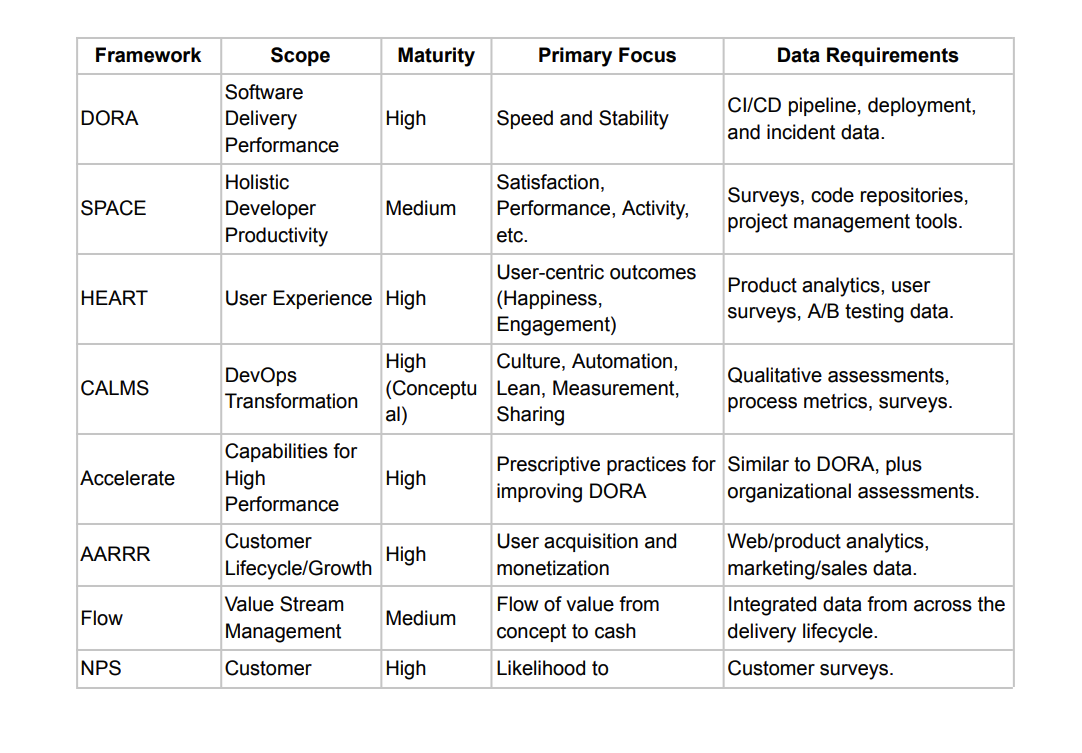 Framework Scope Maturity Primary Focus Data Requirements
DORA
Software
Delivery
Performance
High
Speed and Stability
CI/CD pipeline, deployment,
and incident data.
SPACE
Holistic
Developer
Productivity
Medium
Satisfaction,
Performance, Activity,
etc.
Surveys, code repositories,
project management tools.
HEART
User Experience
High
User-centric outcomes
(Happiness,
Engagement)
Product analytics, user
surveys, A/B testing data.
CALMS
DevOps
Transformation
High
(Conceptu
al)
Culture, Automation,
Lean, Measurement,
Sharing
Qualitative assessments,
process metrics, surveys.
Accelerate
Capabilities for
High
Performance
High
Prescriptive practices for
improving DORA
Similar to DORA, plus
organizational assessments.
AARRR
Customer
Lifecycle/Growth
High
User acquisition and
monetization
Web/product analytics,
marketing/sales data.
Flow
Value Stream
Management
Medium
Flow of value from
concept to cash
Integrated data from across the
delivery lifecycle.
NPS
Customer
High
Likelihood to
Customer surveys.